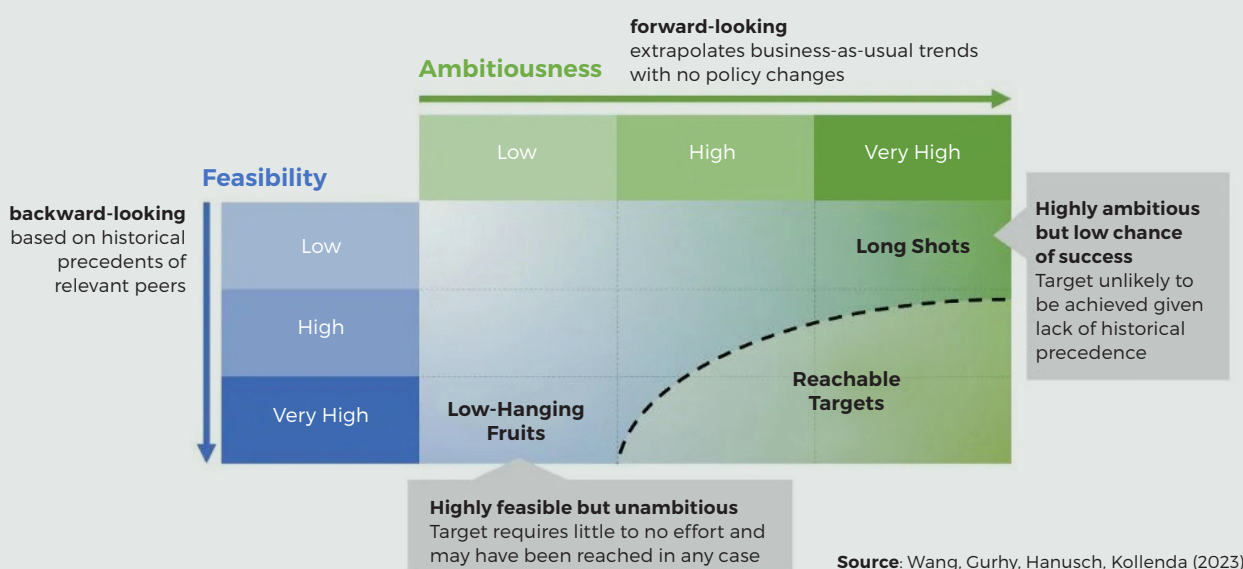 forward-looking
extrapolates business-as-usual trends
with no policy changes
Ambitiousness
Low
High
Very High
Feasibility
backward-looking
based on historical
precedents of
relevant peers
Low
High
Very High
Long Shots
Reachable
Targets
Low-Hanging
Fruits
Highly ambitious
but low chance
of success
Target unlikely to
be achieved given
lack of historical
precedence
Highly feasible but unambitious
Target requires little to no effort and
may have been reached in any case
Source: Wang, Gurhy, Hanusch, Kollenda (2023)